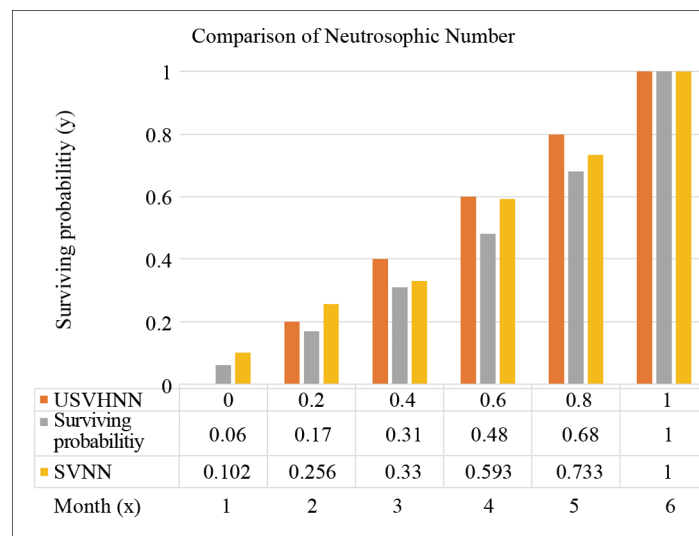 Comparison of Neutrosophic Number
Surviving probabilitiy (y)
1
0.8
0.6
0.4
0.2
0
USVHNN 0 0.2 0.4 0.6 0.8 1
Surviving
probabilitiy 0.06 0.17 0.31 0.48 0.68 1
SVNN 0.102 0.256 0.33 0.593 0.733 1
Month (x) 1 2 3 4 5 6